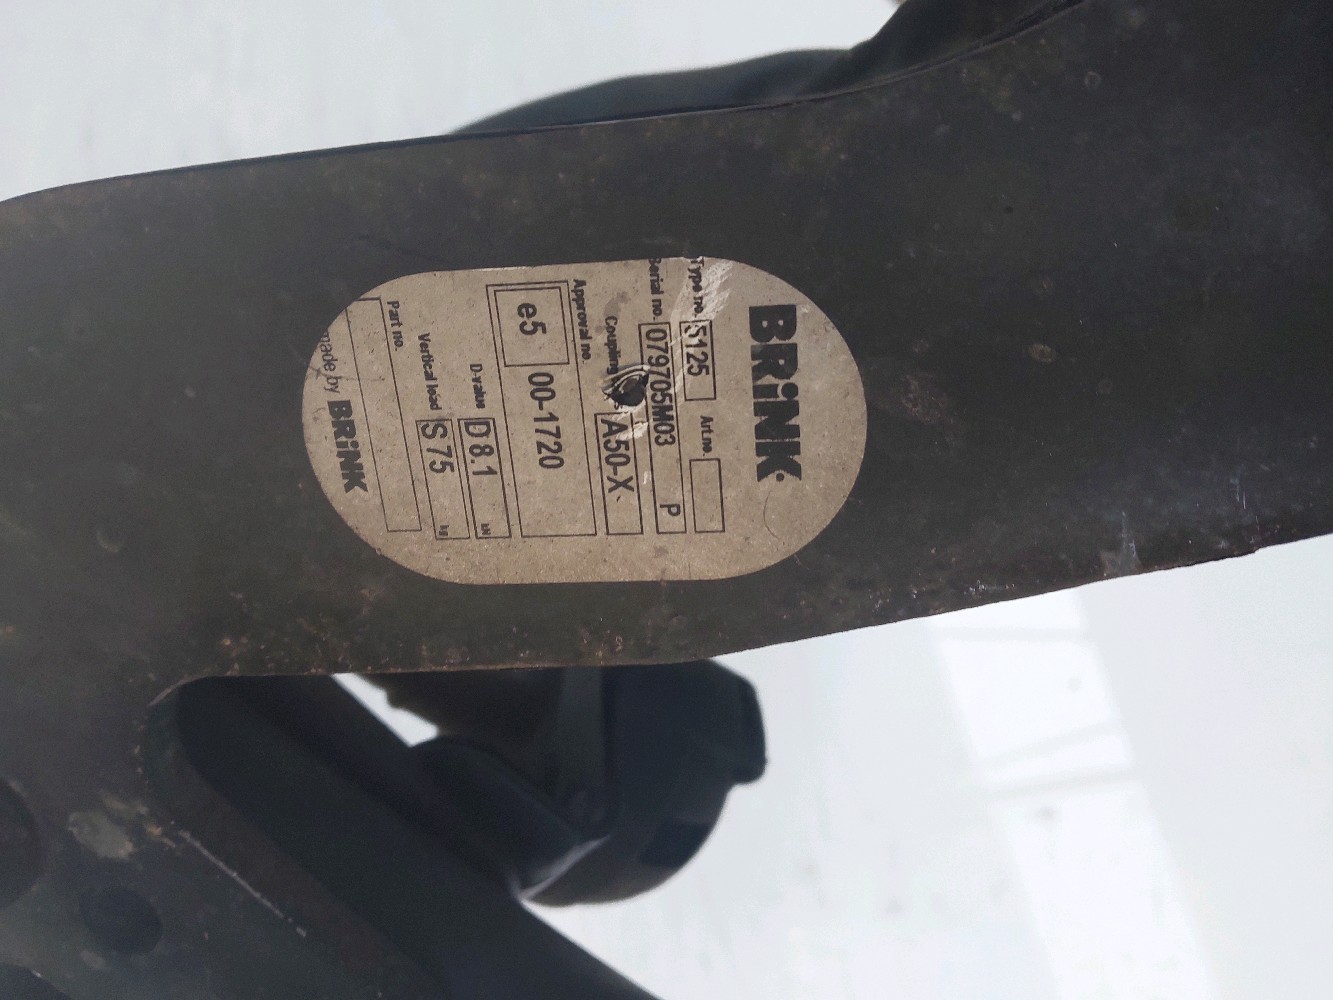 BRiNK
Type no. 5125 Art.no.
Serial no. 079705M03 P
Coupling A50-X
Approval no.
e5 00-1720
D-value D 8.1 kN
Vertical load S 75 kg
Part no.
made by BRiNK